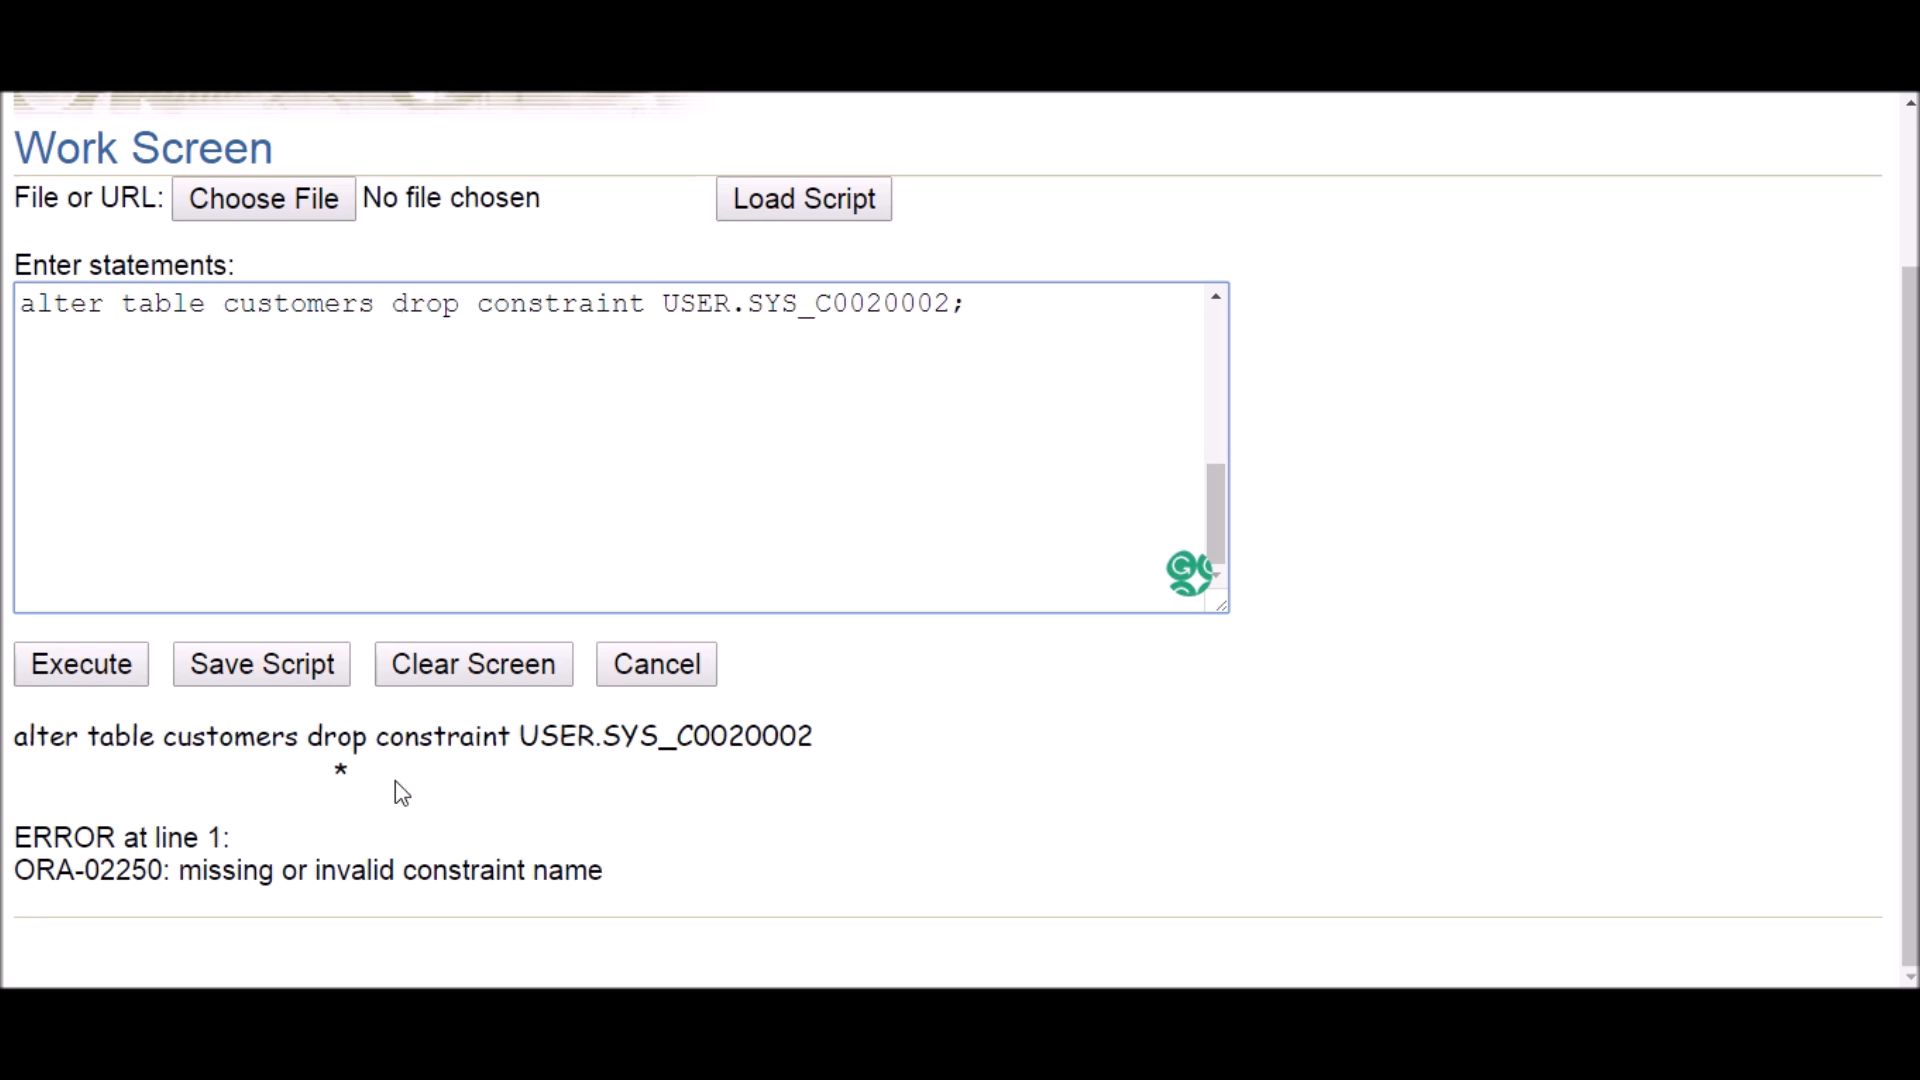 Work Screen
File or URL: Choose File No file chosen Load Script
Enter statements:
alter table customers drop constraint USER.SYS_C0020002;
Execute Save Script Clear Screen Cancel
alter table customers drop constraint USER.SYS_C0020002
*
ERROR at line 1:
ORA-02250: missing or invalid constraint name